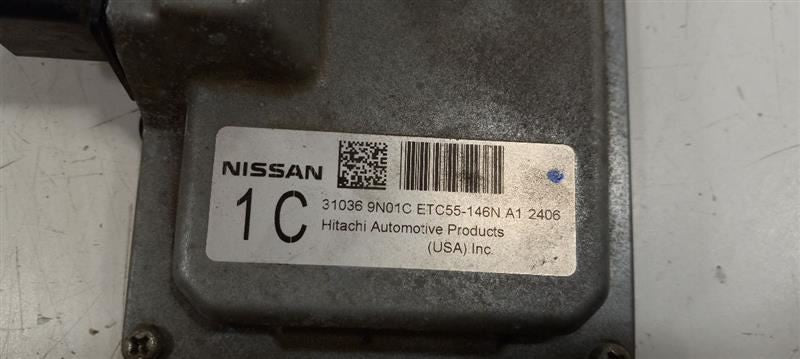 NISSAN
1C
31036 9N01C ETC55-146N A1 2406
Hitachi Automotive Products
(USA) Inc.